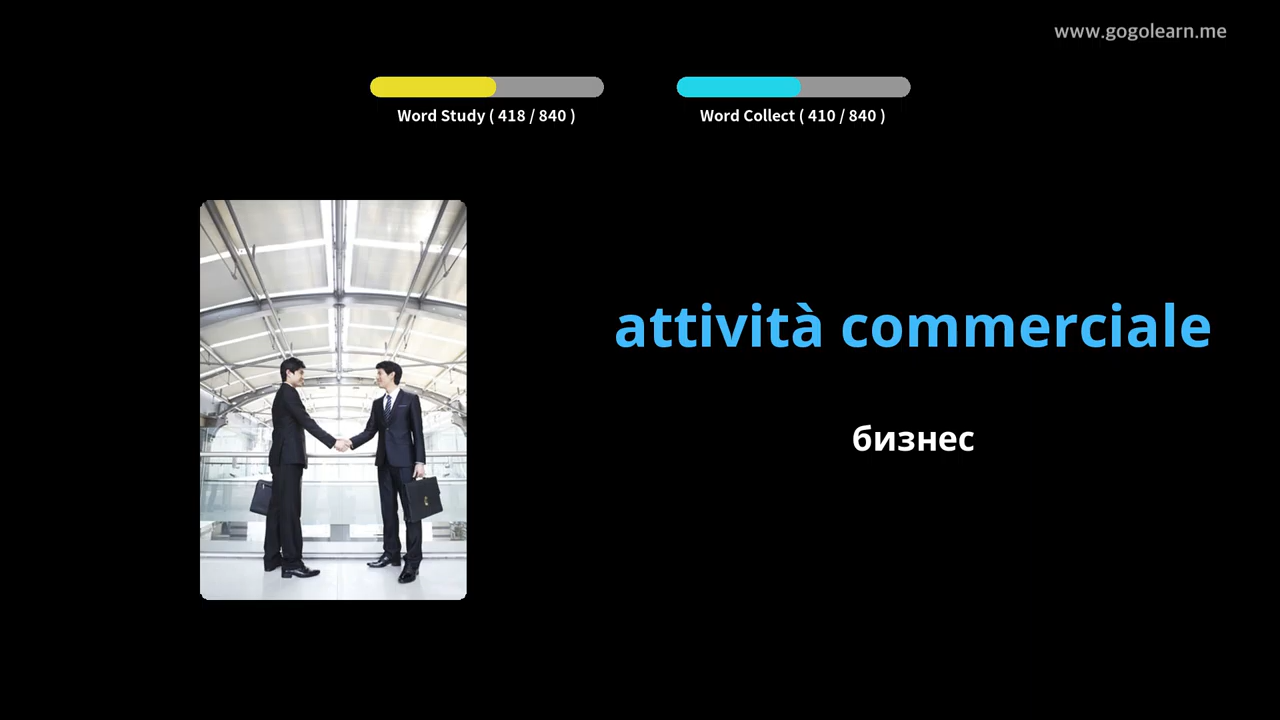 www.gogolearn.me
Word Study ( 418 / 840 )
Word Collect ( 410 / 840 )
attività commerciale
бизнес